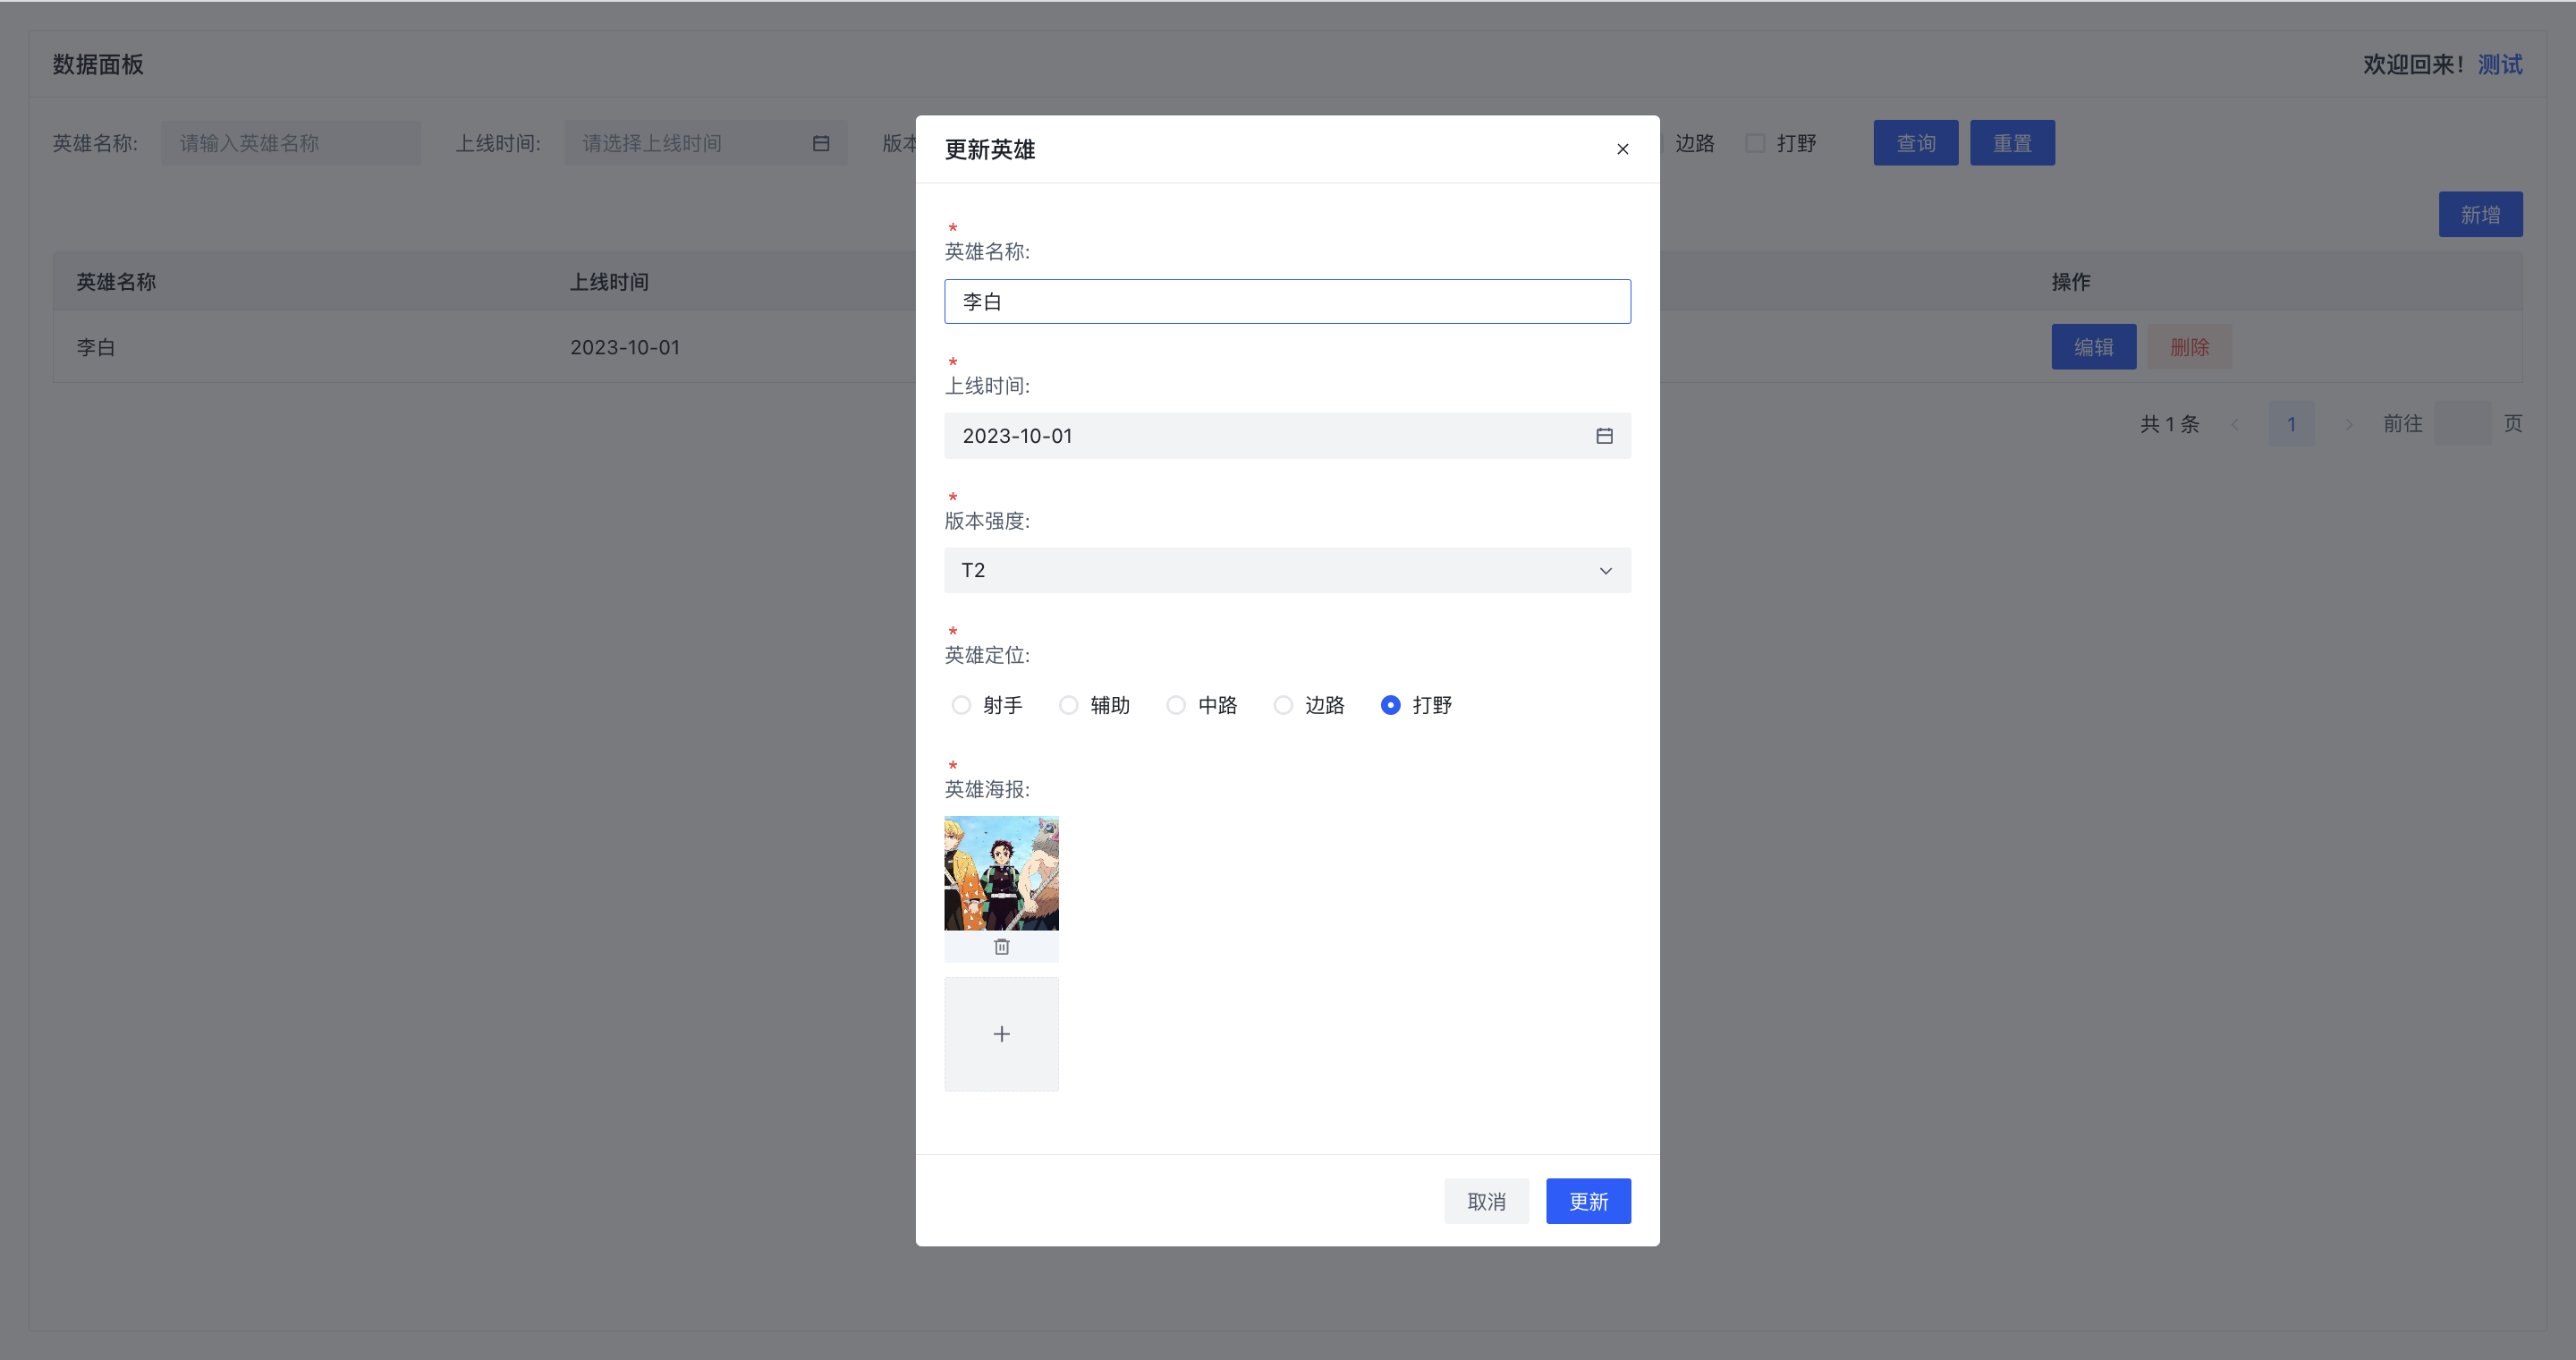 数据面板
欢迎回来！ 测试
英雄名称: 请输入英雄名称 上线时间: 请选择上线时间 版本 边路 打野 查询 重置
新增
英雄名称 上线时间 操作
李白 2023-10-01 编辑 删除
共 1 条 1 前往 页
更新英雄
*
英雄名称:
李白
*
上线时间:
2023-10-01
*
版本强度:
T2
*
英雄定位:
射手 辅助 中路 边路 打野
*
英雄海报:
取消 更新